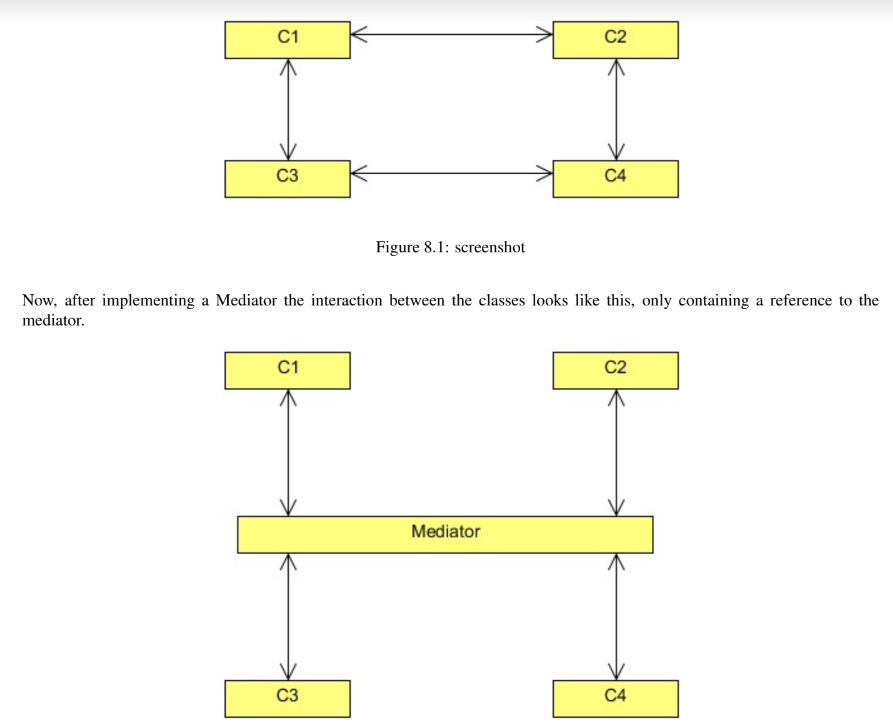 C1
C2
C3
C4
Figure 8.1: screenshot
Now, after implementing a Mediator the interaction between the classes looks like this, only containing a reference to the
mediator.
C1
C2
Mediator
C3
C4